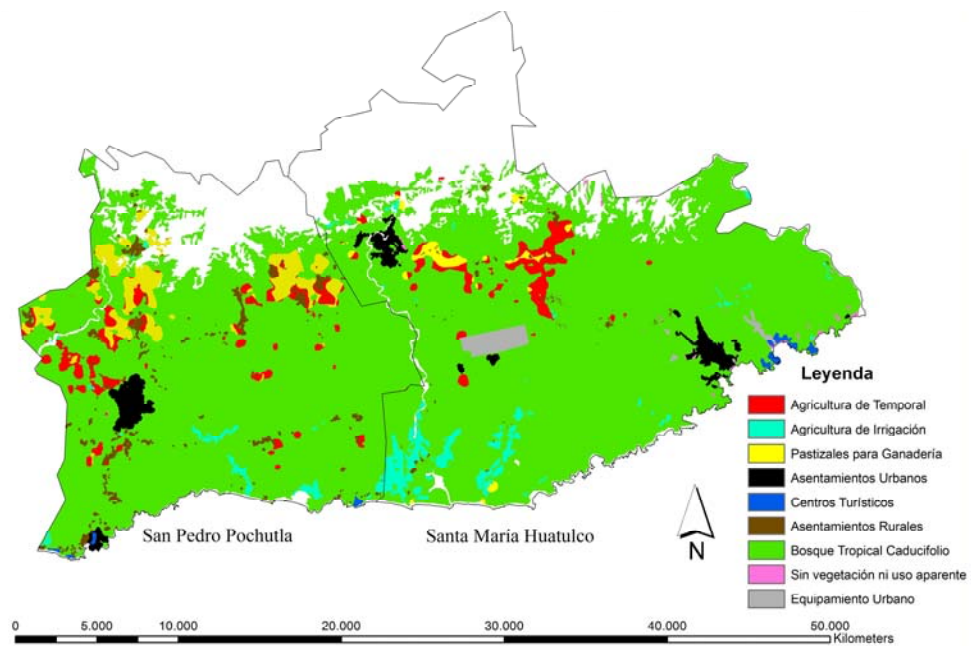 Leyenda
Agricultura de Temporal
Agricultura de Irrigación
Pastizales para Ganadería
Asentamientos Urbanos
Centros Turísticos
Asentamientos Rurales
Bosque Tropical Caducifolio
Sin vegetación ni uso aparente
Equipamiento Urbano
San Pedro Pochutla
Santa María Huatulco
N
0 5.000 10.000 20.000 30.000 40.000 50.000
Kilometers